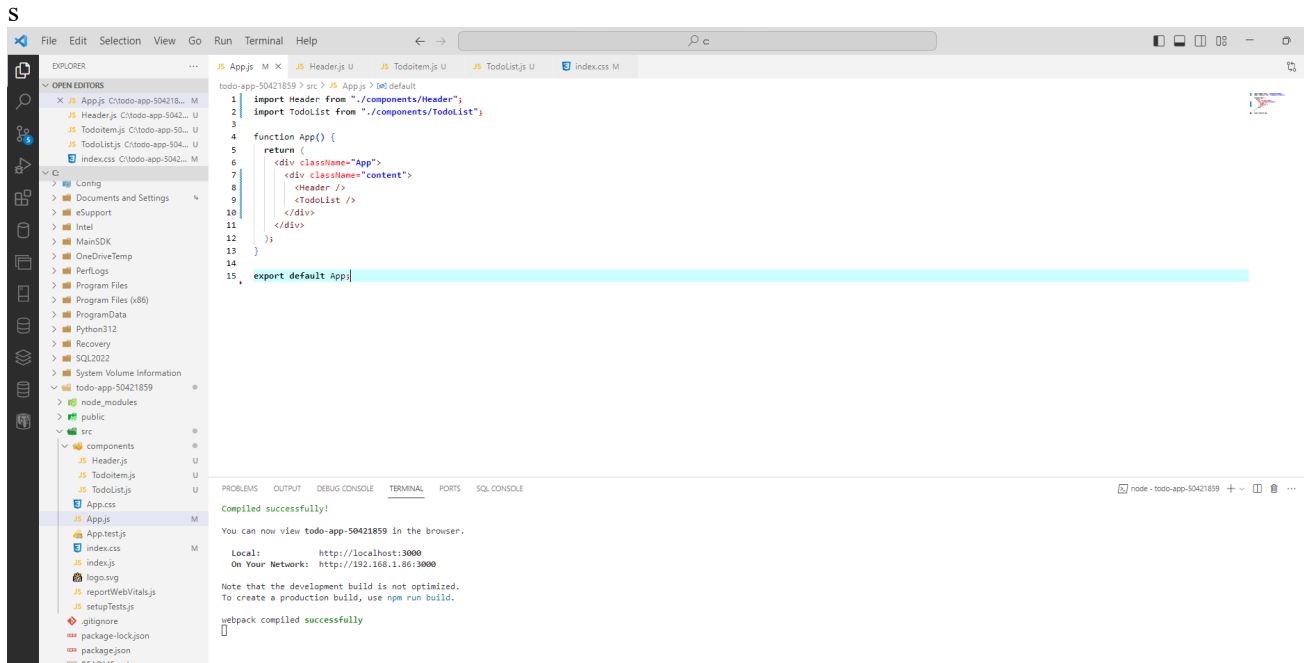 S
File Edit Selection View Go Run Terminal Help
C:
EXPLORER
App.js M
Header.js U
Todoitem.js U
TodoList.js U
index.css M
OPEN EDITORS
App.js C:\todo-app-504218... M
Header.js C:\todo-app-5042... U
Todoitem.js C:\todo-app-50... U
TodoList.js C:\todo-app-504... U
index.css C:\todo-app-5042... M
C:
Config
Documents and Settings
eSupport
Intel
MainSDK
OneDriveTemp
PerfLogs
Program Files
Program Files (x86)
ProgramData
Python312
Recovery
SQL2022
System Volume Information
todo-app-50421859
node_modules
public
src
components
JS Header.js U
JS Todoitem.js U
JS TodoList.js U
App.css
JS App.js M
App.test.js
index.css M
JS index.js
logo.svg
JS reportWebVitals.js
JS setupTests.js
.gitignore
package-lock.json
package.json
todo-app-50421859 > src > JS App.js > default
1 import Header from "./components/Header";
2 import TodoList from "./components/TodoList";
3
4 function App() {
5 return (
6 <div className="App">
7 <div className="content">
8 <Header />
9 <TodoList />
10 </div>
11 </div>
12 );
13 }
14
15 export default App;
PROBLEMS OUTPUT DEBUG CONSOLE TERMINAL PORTS SQL CONSOLE
node - todo-app-50421859
Compiled successfully!
You can now view todo-app-50421859 in the browser.
Local: http://localhost:3000
On Your Network: http://192.168.1.86:3000
Note that the development build is not optimized.
To create a production build, use npm run build.
webpack compiled successfully